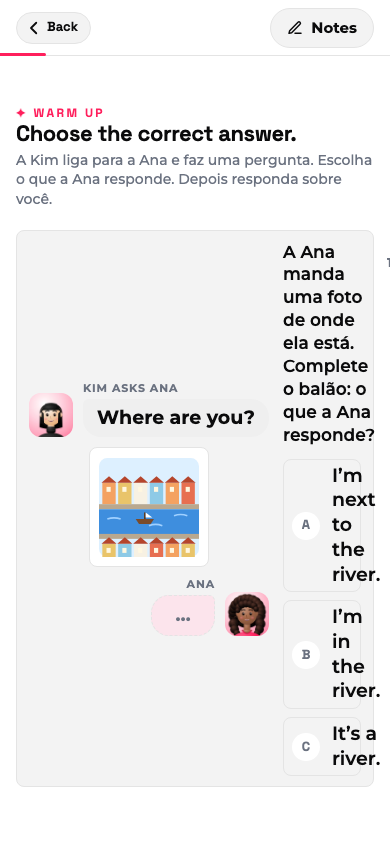 Back
Notes
WARM UP
Choose the correct answer.
A Kim liga para a Ana e faz uma pergunta. Escolha
o que a Ana responde. Depois responda sobre
você.
KIM ASKS ANA
Where are you?
ANA
...
A Ana
manda
uma foto
de onde
ela está.
Complete
o balão: o
que a Ana
responde?
A
I’m
next
to
the
river.
B
I’m
in
the
river.
C
It’s a
river.